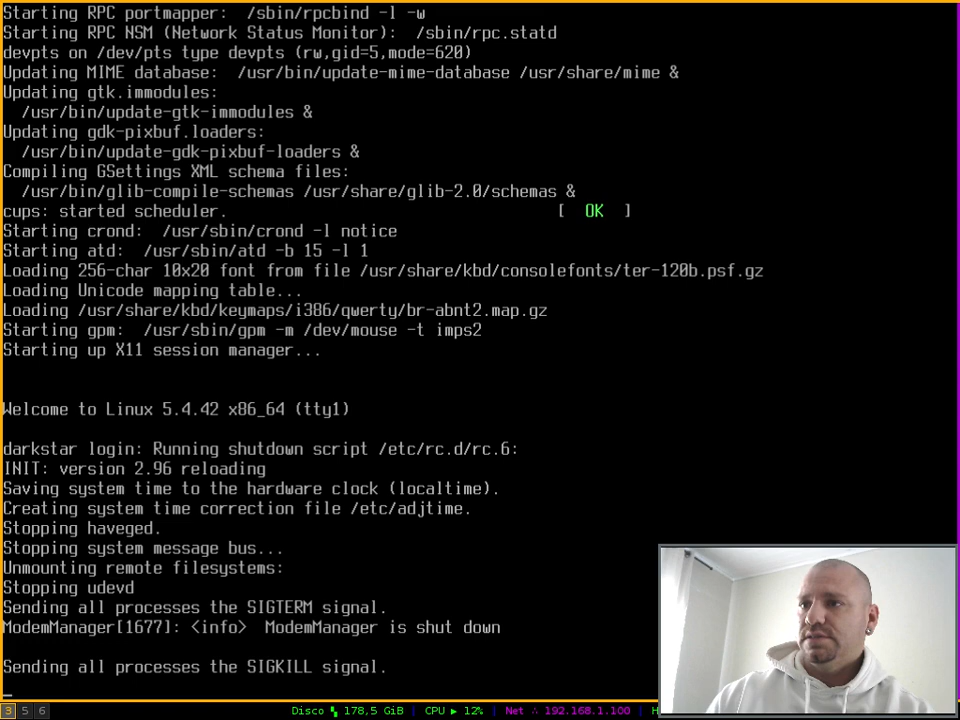 Starting RPC portmapper:  /sbin/rpcbind -l -w
Starting RPC NSM (Network Status Monitor):  /sbin/rpc.statd
devpts on /dev/pts type devpts (rw,gid=5,mode=620)
Updating MIME database:  /usr/bin/update-mime-database /usr/share/mime &
Updating gtk.immodules:
  /usr/bin/update-gtk-immodules &
Updating gdk-pixbuf.loaders:
  /usr/bin/update-gdk-pixbuf-loaders &
Compiling GSettings XML schema files:
  /usr/bin/glib-compile-schemas /usr/share/glib-2.0/schemas &
cups: started scheduler.                                   [  OK  ]
Starting crond:  /usr/sbin/crond -l notice
Starting atd:  /usr/sbin/atd -b 15 -l 1
Loading 256-char 10x20 font from file /usr/share/kbd/consolefonts/ter-120b.psf.gz
Loading Unicode mapping table...
Loading /usr/share/kbd/keymaps/i386/qwerty/br-abnt2.map.gz
Starting gpm:  /usr/sbin/gpm -m /dev/mouse -t imps2
Starting up X11 session manager...
Welcome to Linux 5.4.42 x86_64 (tty1)
darkstar login: Running shutdown script /etc/rc.d/rc.6:
INIT: version 2.96 reloading
Saving system time to the hardware clock (localtime).
Creating system time correction file /etc/adjtime.
Stopping haveged.
Stopping system message bus...
Unmounting remote filesystems:
Stopping udevd
Sending all processes the SIGTERM signal.
ModemManager[1677]: <info>  ModemManager is shut down
Sending all processes the SIGKILL signal.
_
3 5 6 Disco ▚ 178,5 GiB | CPU ▶ 12% | Net ∴ 192.168.1.100 | H